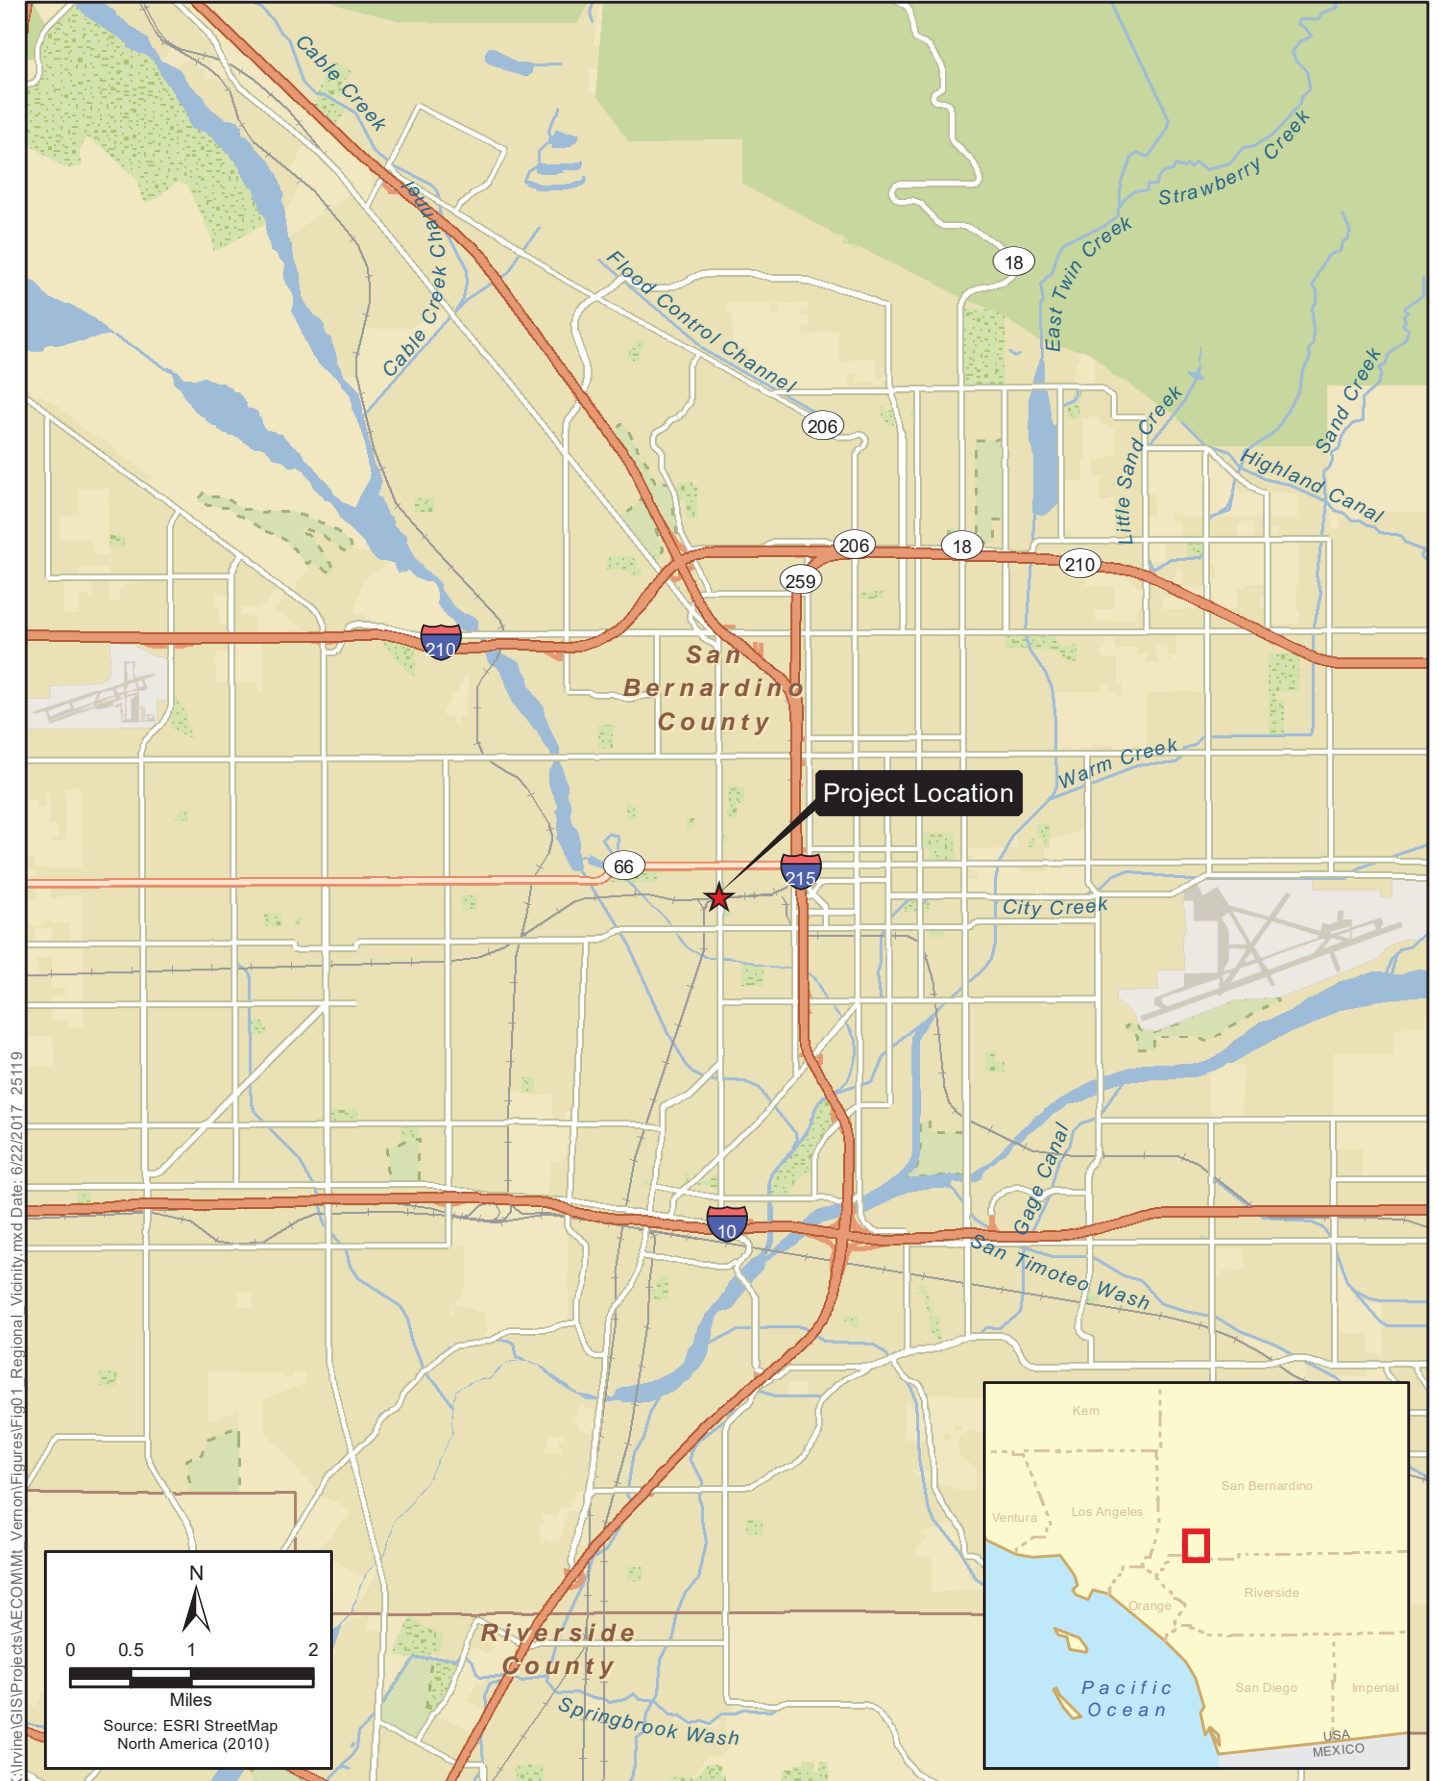 Cable Creek
Cable Creek Channel
Flood Control Channel
Strawberry Creek
East Twin Creek
18
206
Little Sand Creek
Sand Creek
Highland Canal
206
18
210
259
210
San
Bernardino
County
Warm Creek
Project Location
66
215
City Creek
Gage Canal
10
San Timoteo Wash
Riverside
County
Springbrook Wash
N
0 0.5 1 2
Miles
Source: ESRI StreetMap
North America (2010)
Kern
San Bernardino
Ventura
Los Angeles
Riverside
Orange
San Diego
Imperial
Pacific
Ocean
USA
MEXICO
K:\Irvine\GIS\Projects\AECOM\Mt_Vernon\Figures\Fig01_Regional_Vicinity.mxd Date: 6/22/2017 25119